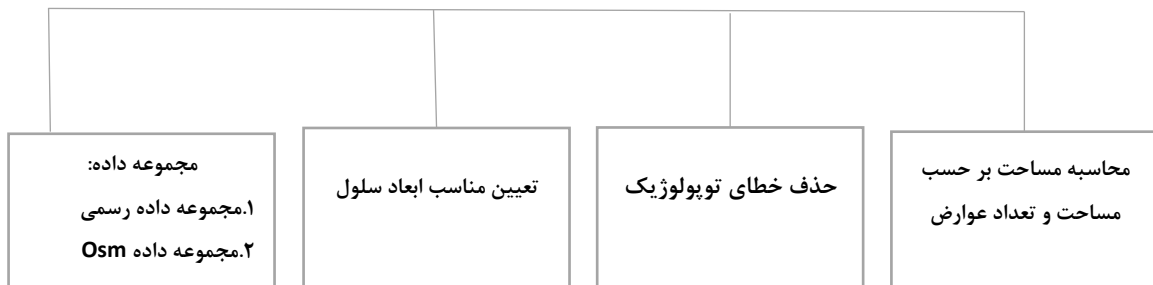 محاسبه مساحت بر حسب
مساحت و تعداد عوارض
حذف خطای توپولوژیک
تعیین مناسب ابعاد سلول
مجموعه داده:
۱.مجموعه داده رسمی
۲.مجموعه داده Osm